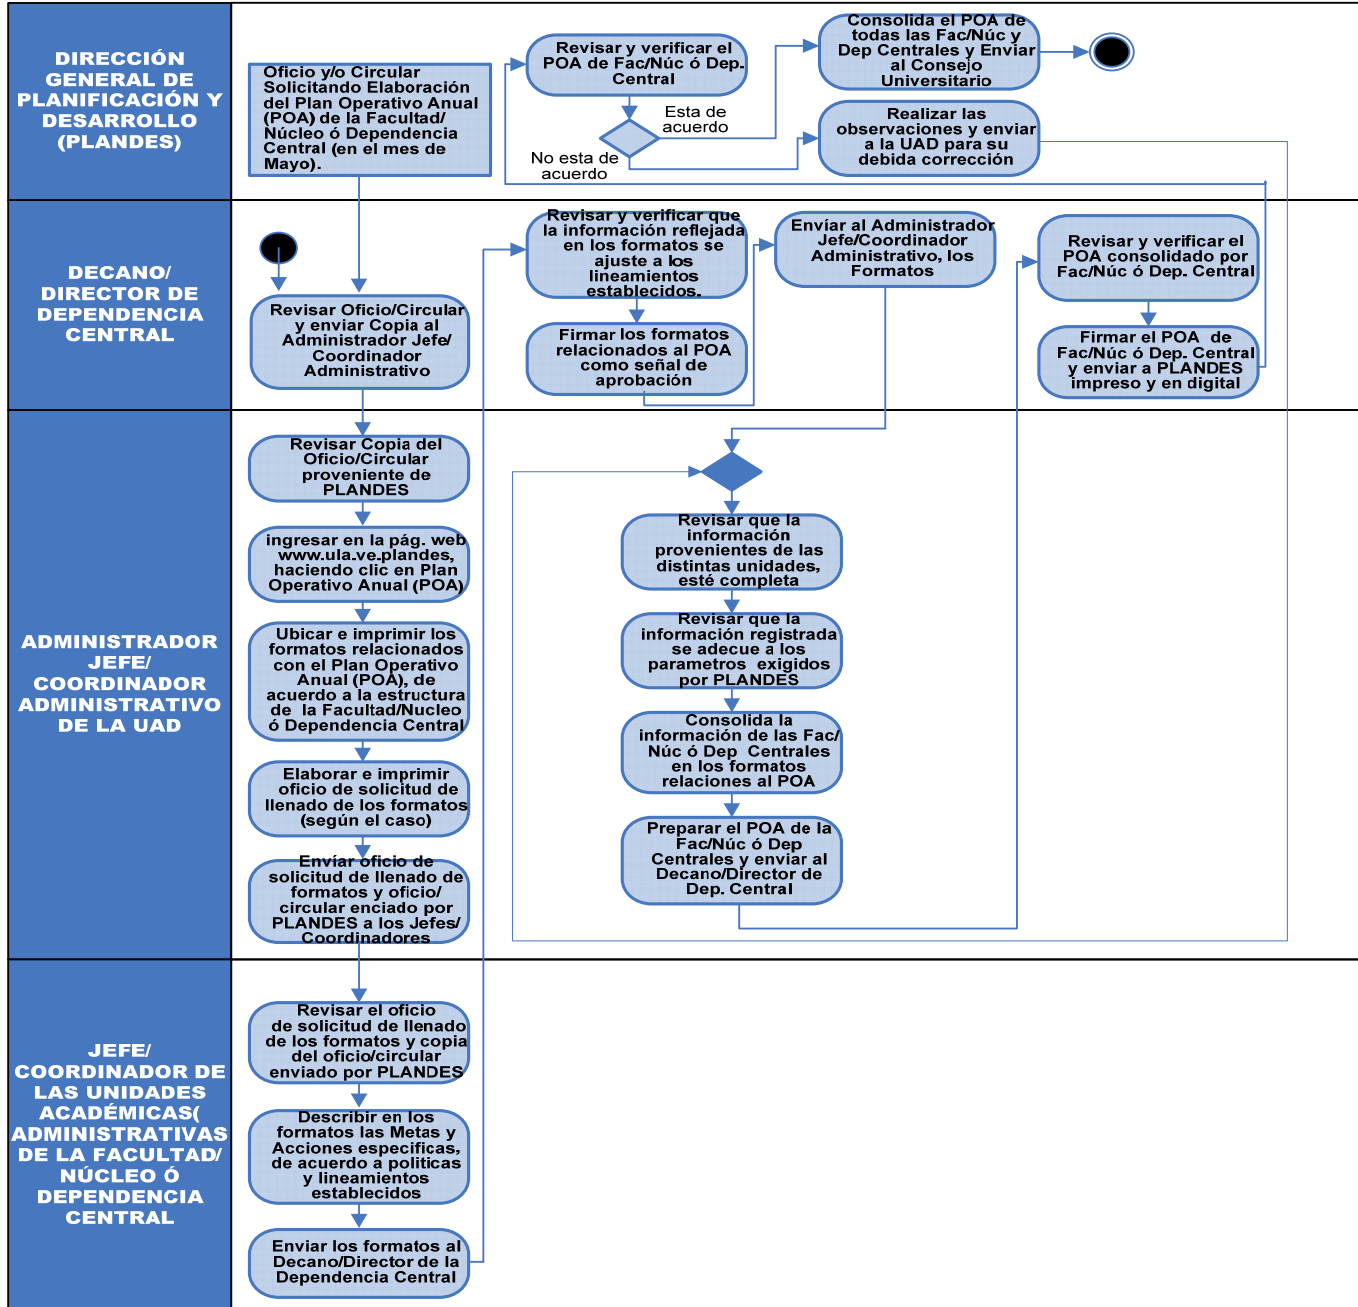 DIRECCIÓN
GENERAL DE
PLANIFICACIÓN Y
DESARROLLO
(PLANDES)
Oficio y/o Circular
Solicitando Elaboración
del Plan Operativo Anual
(POA) de la Facultad/
Núcleo ó Dependencia
Central (en el mes de
Mayo).
Revisar y verificar el
POA de Fac/Núc ó Dep.
Central
Esta de
acuerdo
No esta de
acuerdo
Consolida el POA de
todas las Fac/Núc y
Dep Centrales y Enviar
al Consejo
Universitario
Realizar las
observaciones y enviar
a la UAD para su
debida corrección
DECANO/
DIRECTOR DE
DEPENDENCIA
CENTRAL
Revisar Oficio/Circular
y enviar Copia al
Administrador Jefe/
Coordinador
Administrativo
Revisar y verificar que
la información reflejada
en los formatos se
ajuste a los
lineamientos
establecidos.
Firmar los formatos
relacionados al POA
como señal de
aprobación
Envíar al Administrador
Jefe/Coordinador
Administrativo, los
Formatos
Revisar y verificar el
POA consolidado por
Fac/Núc ó Dep. Central
Firmar el POA de
Fac/Núc ó Dep. Central
y enviar a PLANDES
impreso y en digital
ADMINISTRADOR
JEFE/
COORDINADOR
ADMINISTRATIVO
DE LA UAD
Revisar Copia del
Oficio/Circular
proveniente de
PLANDES
ingresar en la pág. web
www.ula.ve.plandes,
haciendo clic en Plan
Operativo Anual (POA)
Ubicar e imprimir los
formatos relacionados
con el Plan Operativo
Anual (POA), de
acuerdo a la estructura
de la Facultad/Nucleo
ó Dependencia Central
Elaborar e imprimir
oficio de solicitud de
llenado de los formatos
(según el caso)
Envíar oficio de
solicitud de llenado de
formatos y oficio/
circular enciado por
PLANDES a los Jefes/
Coordinadores
Revisar que la
información
provenientes de las
distintas unidades,
esté completa
Revisar que la
información registrada
se adecue a los
parametros exigidos
por PLANDES
Consolida la
información de las Fac/
Núc ó Dep Centrales
en los formatos
relaciones al POA
Preparar el POA de la
Fac/Núc ó Dep
Centrales y enviar al
Decano/Director de
Dep. Central
JEFE/
COORDINADOR DE
LAS UNIDADES
ACADÉMICAS(
ADMINISTRATIVAS
DE LA FACULTAD/
NÚCLEO Ó
DEPENDENCIA
CENTRAL
Revisar el oficio
de solicitud de llenado
de los formatos y copia
del oficio/circular
enviado por PLANDES
Describir en los
formatos las Metas y
Acciones especificas,
de acuerdo a politicas
y lineamientos
establecidos
Enviar los formatos al
Decano/Director de la
Dependencia Central